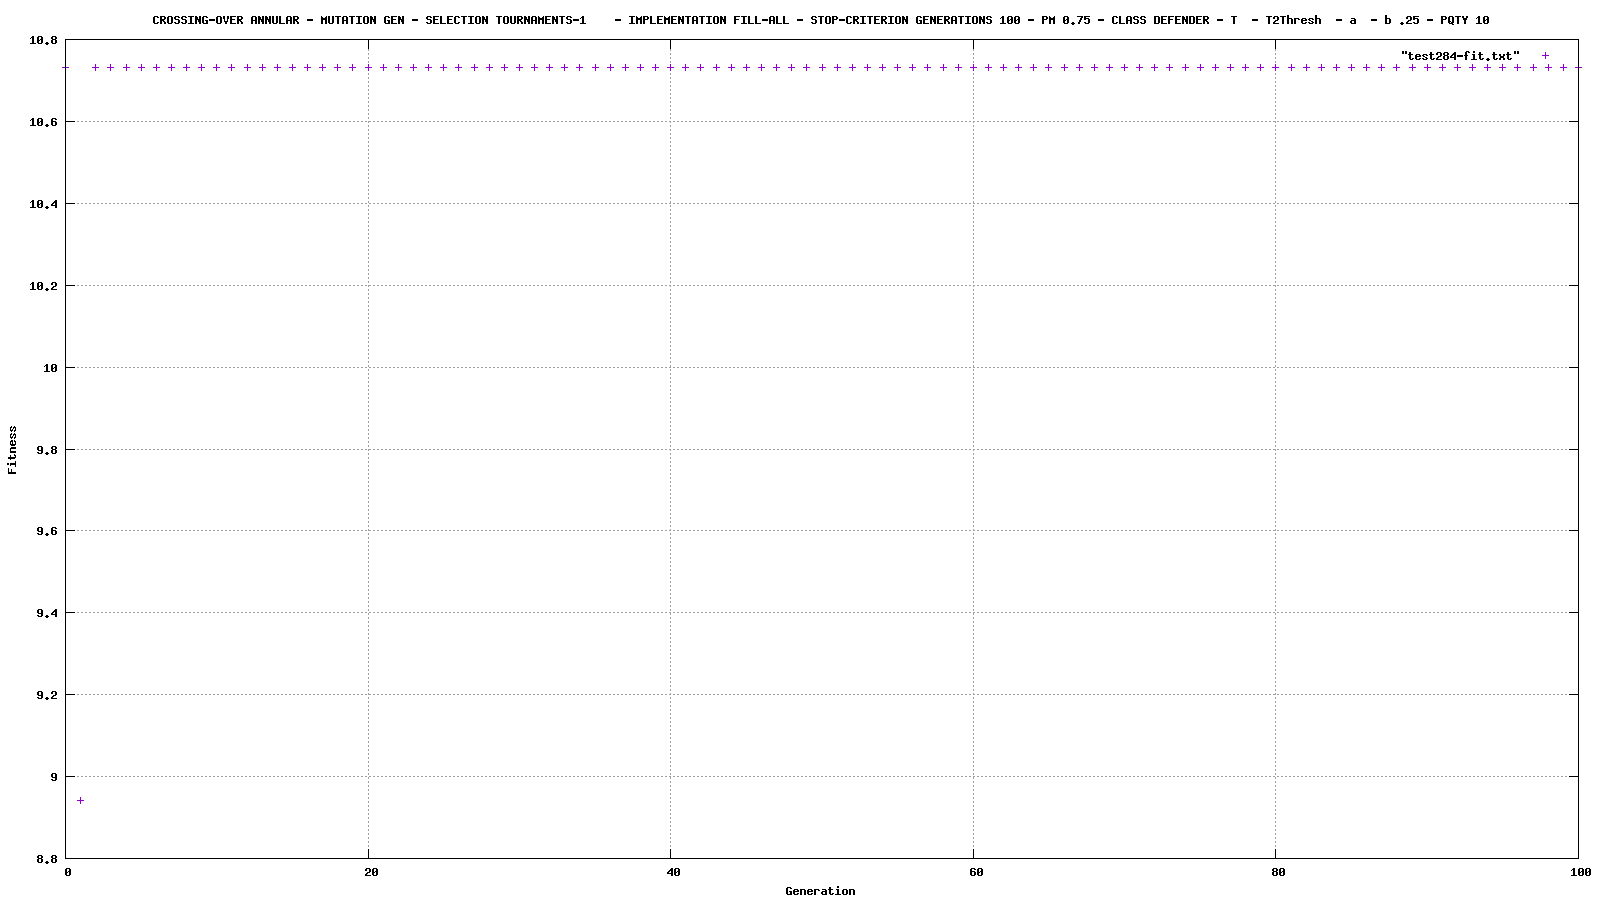 CROSSING-OVER ANNULAR - MUTATION GEN - SELECTION TOURNAMENTS-1    - IMPLEMENTATION FILL-ALL - STOP-CRITERION GENERATIONS 100 - PM 0.75 - CLASS DEFENDER - T  - T2Thresh  - a  - b .25 - PQTY 10
"test284-fit.txt"
10.8
10.6
10.4
10.2
10
9.8
9.6
9.4
9.2
9
8.8
Fitness
0 20 40 60 80 100
Generation